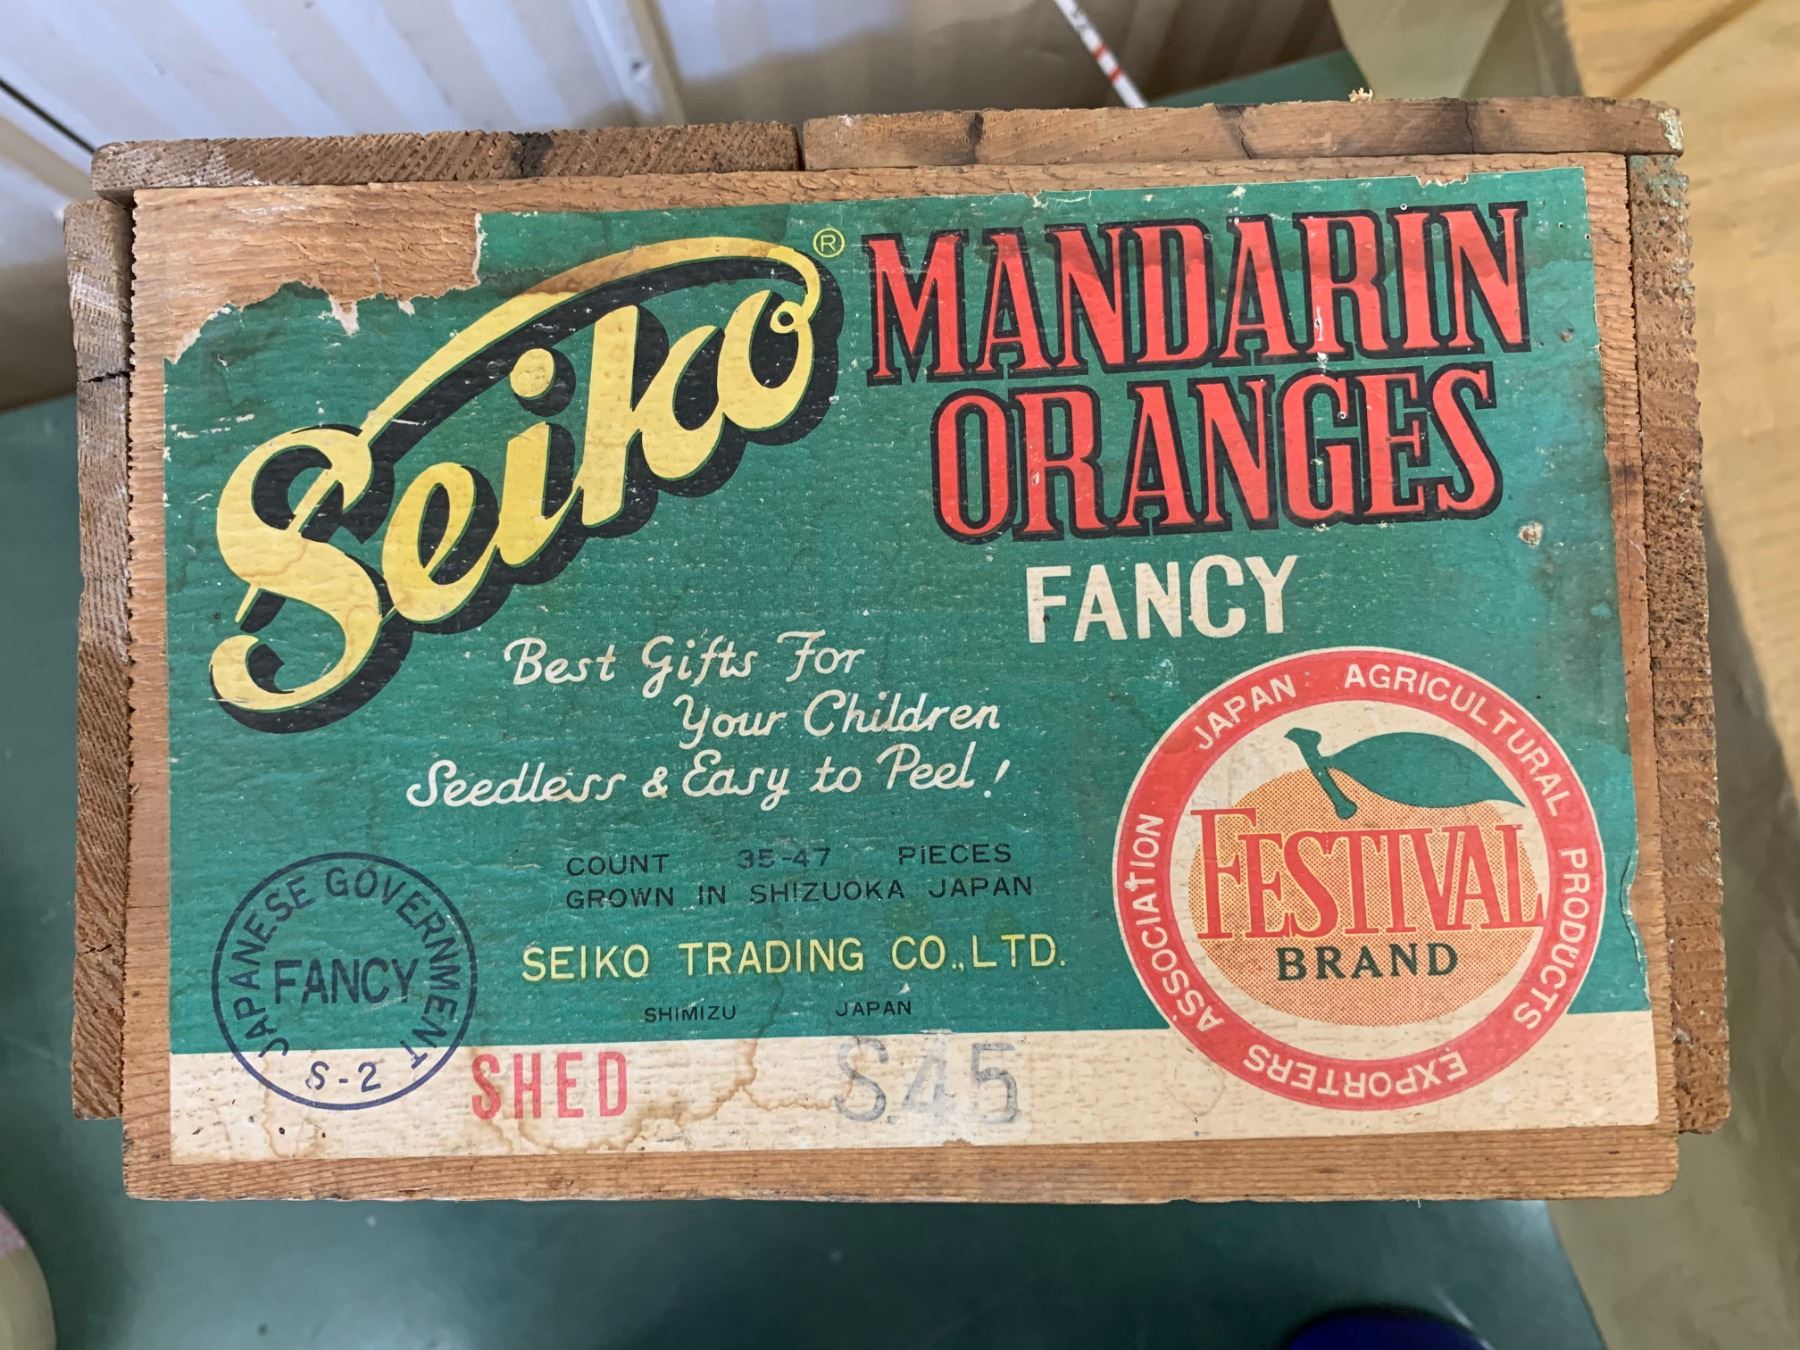 Seiko ®
MANDARIN
ORANGES
FANCY
Best Gifts For
Your Children
Seedless & Easy to Peel!
COUNT 35-47 PIECES
GROWN IN SHIZUOKA JAPAN
SEIKO TRADING CO.,LTD.
SHIMIZU JAPAN
JAPANESE GOVERNMENT
FANCY
S-2
SHED
S.45
JAPAN AGRICULTURAL PRODUCTS EXPORTERS ASSOCIATION
FESTIVAL
BRAND